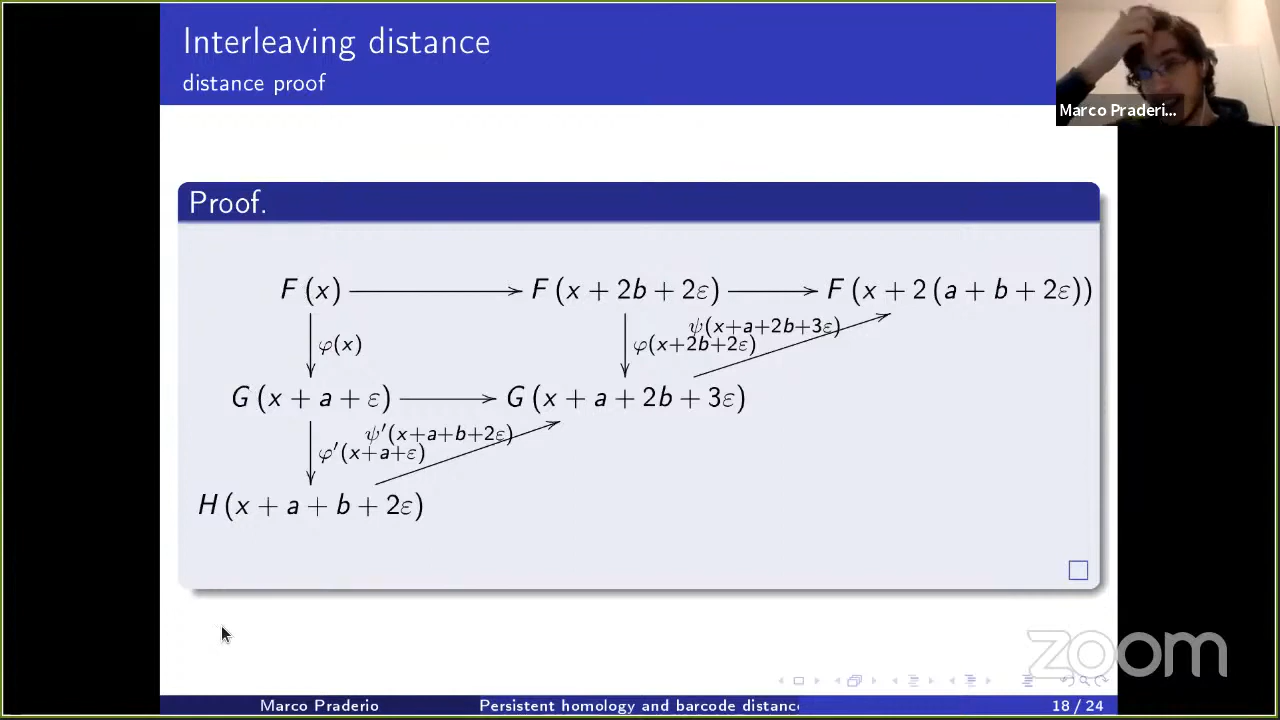 Interleaving distance
distance proof
Marco Praderi...
Proof.
F (x) F (x + 2b + 2ε) F (x + 2 (a + b + 2ε))
ψ(x+a+2b+3ε)
φ(x) φ(x+2b+2ε)
G (x + a + ε) G (x + a + 2b + 3ε)
ψ′(x+a+b+2ε)
φ′(x+a+ε)
H (x + a + b + 2ε)
zoom
Marco Praderio Persistent homology and barcode distance 18 / 24